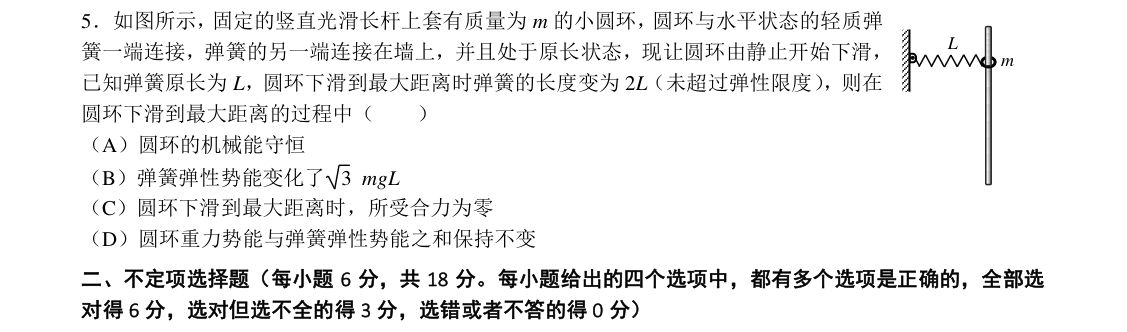 5．如图所示，固定的竖直光滑长杆上套有质量为 m 的小圆环，圆环与水平状态的轻质弹
簧一端连接，弹簧的另一端连接在墙上，并且处于原长状态，现让圆环由静止开始下滑，
已知弹簧原长为 L，圆环下滑到最大距离时弹簧的长度变为 2L（未超过弹性限度），则在
圆环下滑到最大距离的过程中（　　）
（A）圆环的机械能守恒
（B）弹簧弹性势能变化了√3 mgL
（C）圆环下滑到最大距离时，所受合力为零
（D）圆环重力势能与弹簧弹性势能之和保持不变
L
m
二、不定项选择题（每小题 6 分，共 18 分。每小题给出的四个选项中，都有多个选项是正确的，全部选
对得 6 分，选对但选不全的得 3 分，选错或者不答的得 0 分）